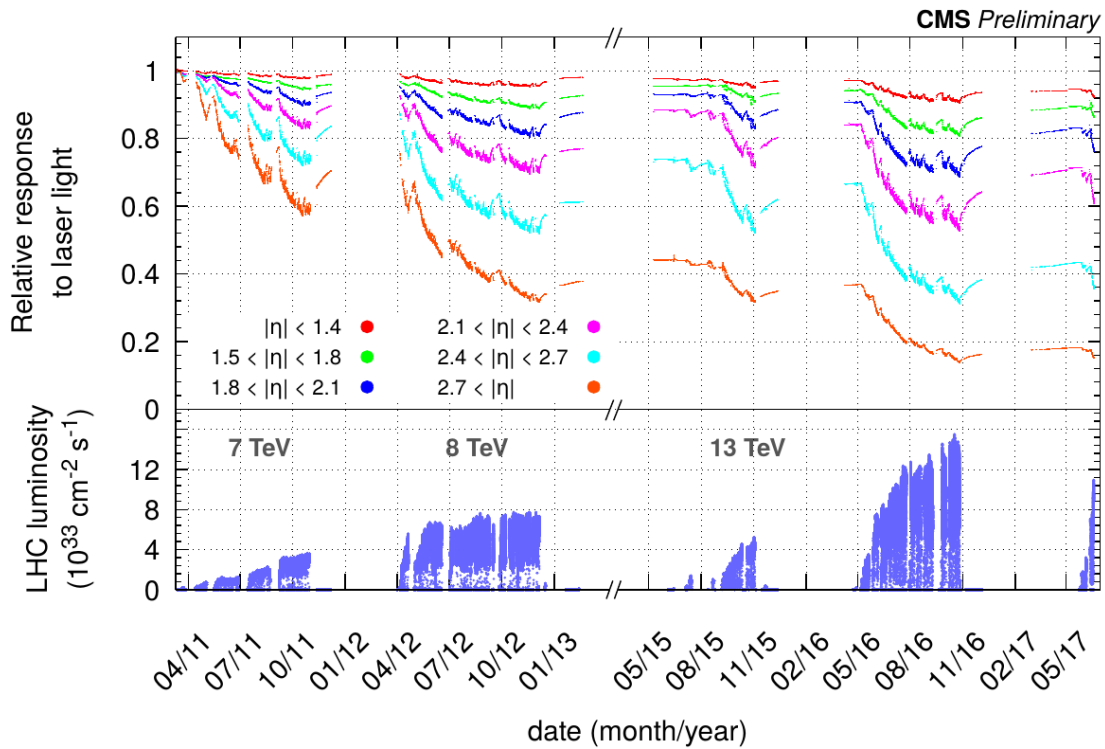 CMS Preliminary
Relative response
to laser light
1
0.8
0.6
0.4
0.2
0
|η| < 1.4
1.5 < |η| < 1.8
1.8 < |η| < 2.1
2.1 < |η| < 2.4
2.4 < |η| < 2.7
2.7 < |η|
LHC luminosity
(10³³ cm⁻² s⁻¹)
12
8
4
0
7 TeV
8 TeV
13 TeV
04/11
07/11
10/11
01/12
04/12
07/12
10/12
01/13
05/15
08/15
11/15
02/16
05/16
08/16
11/16
02/17
05/17
date (month/year)